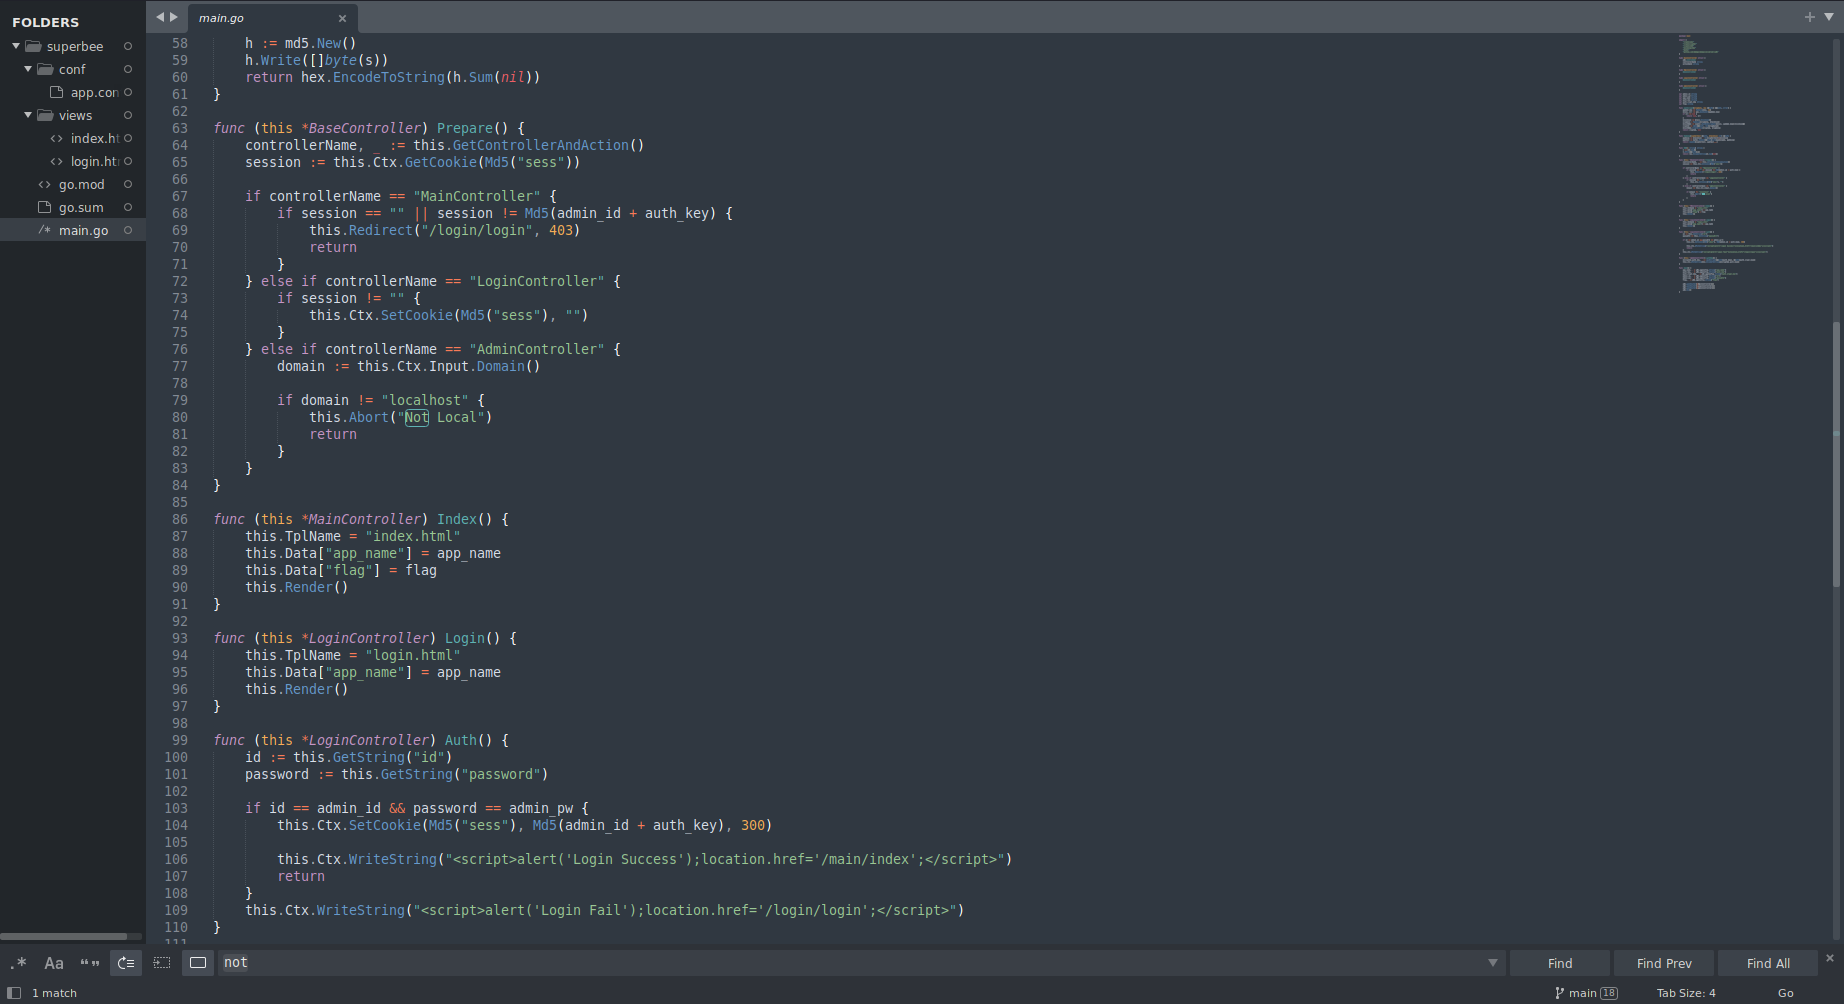 FOLDERS
superbee
conf
app.con
views
index.ht
login.ht
go.mod
go.sum
main.go
main.go
58 h := md5.New()
59 h.Write([]byte(s))
60 return hex.EncodeToString(h.Sum(nil))
61 }
62
63 func (this *BaseController) Prepare() {
64 controllerName, _ := this.GetControllerAndAction()
65 session := this.Ctx.GetCookie(Md5("sess"))
66
67 if controllerName == "MainController" {
68 if session == "" || session != Md5(admin_id + auth_key) {
69 this.Redirect("/login/login", 403)
70 return
71 }
72 } else if controllerName == "LoginController" {
73 if session != "" {
74 this.Ctx.SetCookie(Md5("sess"), "")
75 }
76 } else if controllerName == "AdminController" {
77 domain := this.Ctx.Input.Domain()
78
79 if domain != "localhost" {
80 this.Abort("Not Local")
81 return
82 }
83 }
84 }
85
86 func (this *MainController) Index() {
87 this.TplName = "index.html"
88 this.Data["app_name"] = app_name
89 this.Data["flag"] = flag
90 this.Render()
91 }
92
93 func (this *LoginController) Login() {
94 this.TplName = "login.html"
95 this.Data["app_name"] = app_name
96 this.Render()
97 }
98
99 func (this *LoginController) Auth() {
100 id := this.GetString("id")
101 password := this.GetString("password")
102
103 if id == admin_id && password == admin_pw {
104 this.Ctx.SetCookie(Md5("sess"), Md5(admin_id + auth_key), 300)
105
106 this.Ctx.WriteString("<script>alert('Login Success');location.href='/main/index';</script>")
107 return
108 }
109 this.Ctx.WriteString("<script>alert('Login Fail');location.href='/login/login';</script>")
110 }
111
.* Aa “” not Find Find Prev Find All
1 match main 18 Tab Size: 4 Go